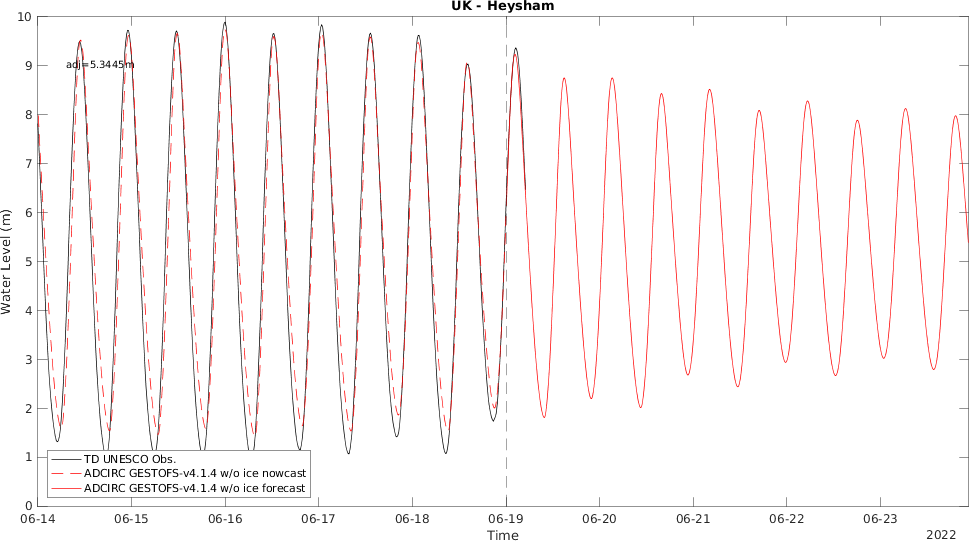 UK - Heysham
10
9
8
7
6
5
4
3
2
1
0
Water Level (m)
adj=5.3445m
TD UNESCO Obs.
ADCIRC GESTOFS-v4.1.4 w/o ice nowcast
ADCIRC GESTOFS-v4.1.4 w/o ice forecast
06-14 06-15 06-16 06-17 06-18 06-19 06-20 06-21 06-22 06-23
Time
2022